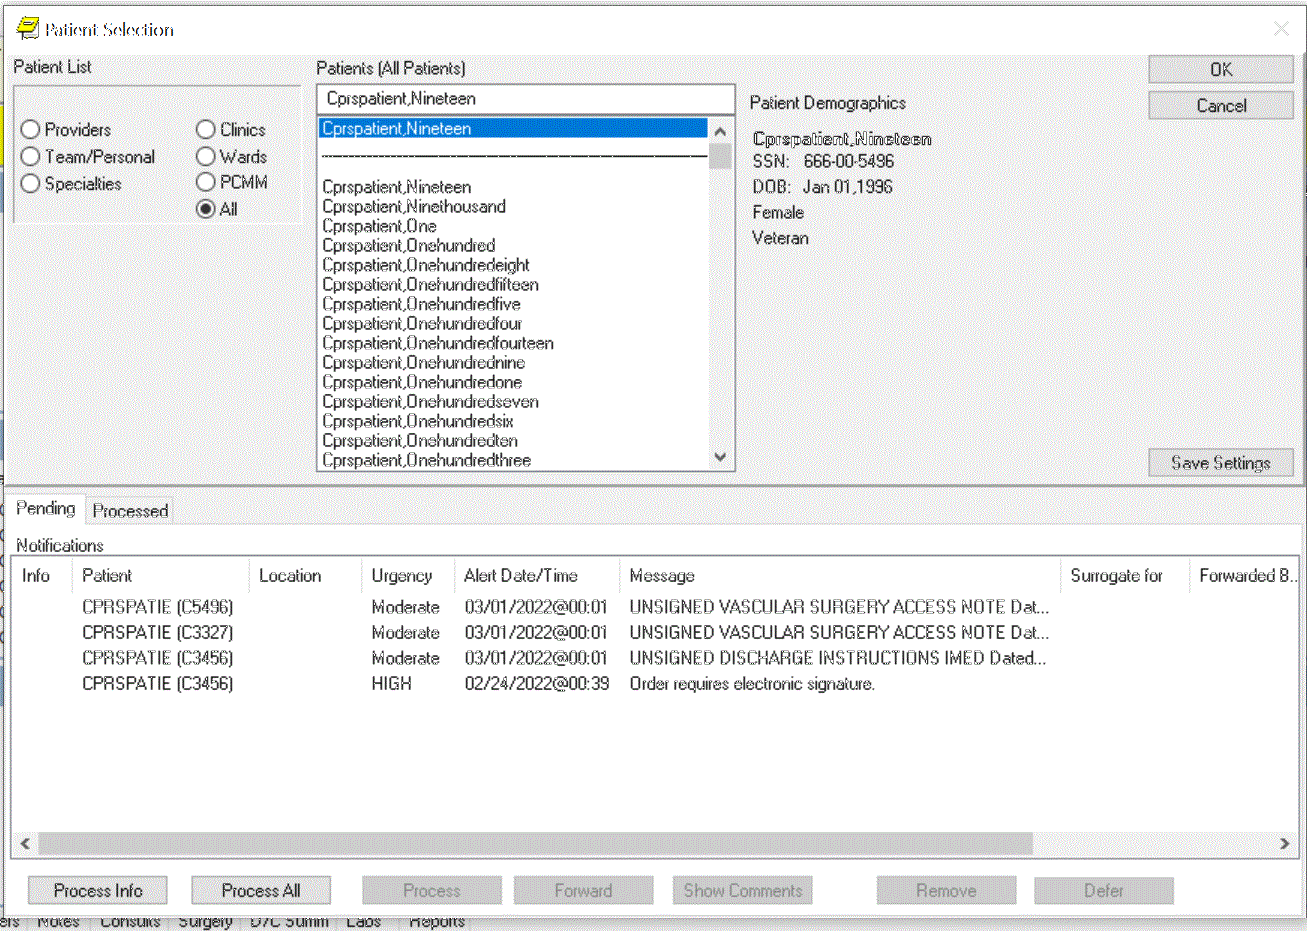 Patient Selection
Patient List
Providers
Team/Personal
Specialties
Clinics
Wards
PCMM
All
Patients (All Patients)
Cprspatient,Nineteen
Cprspatient,Nineteen
Cprspatient,Nineteen
Cprspatient,Ninethousand
Cprspatient,One
Cprspatient,Onehundred
Cprspatient,Onehundredeight
Cprspatient,Onehundredfifteen
Cprspatient,Onehundredfive
Cprspatient,Onehundredfour
Cprspatient,Onehundredfourteen
Cprspatient,Onehundrednine
Cprspatient,Onehundredone
Cprspatient,Onehundredseven
Cprspatient,Onehundredsix
Cprspatient,Onehundredten
Cprspatient,Onehundredthree
Patient Demographics
Cprspatient,Nineteen
SSN: 666-00-5496
DOB: Jan 01,1996
Female
Veteran
OK
Cancel
Save Settings
Pending Processed
Notifications
Info Patient Location Urgency Alert Date/Time Message Surrogate for Forwarded B...
CPRSPATIE (C5496) Moderate 03/01/2022@00:01 UNSIGNED VASCULAR SURGERY ACCESS NOTE Dat...
CPRSPATIE (C3327) Moderate 03/01/2022@00:01 UNSIGNED VASCULAR SURGERY ACCESS NOTE Dat...
CPRSPATIE (C3456) Moderate 03/01/2022@00:01 UNSIGNED DISCHARGE INSTRUCTIONS IMED Dated...
CPRSPATIE (C3456) HIGH 02/24/2022@00:39 Order requires electronic signature.
Process Info Process All Process Forward Show Comments Remove Defer
ers Notes Consults Surgery D/C Summ Labs Reports